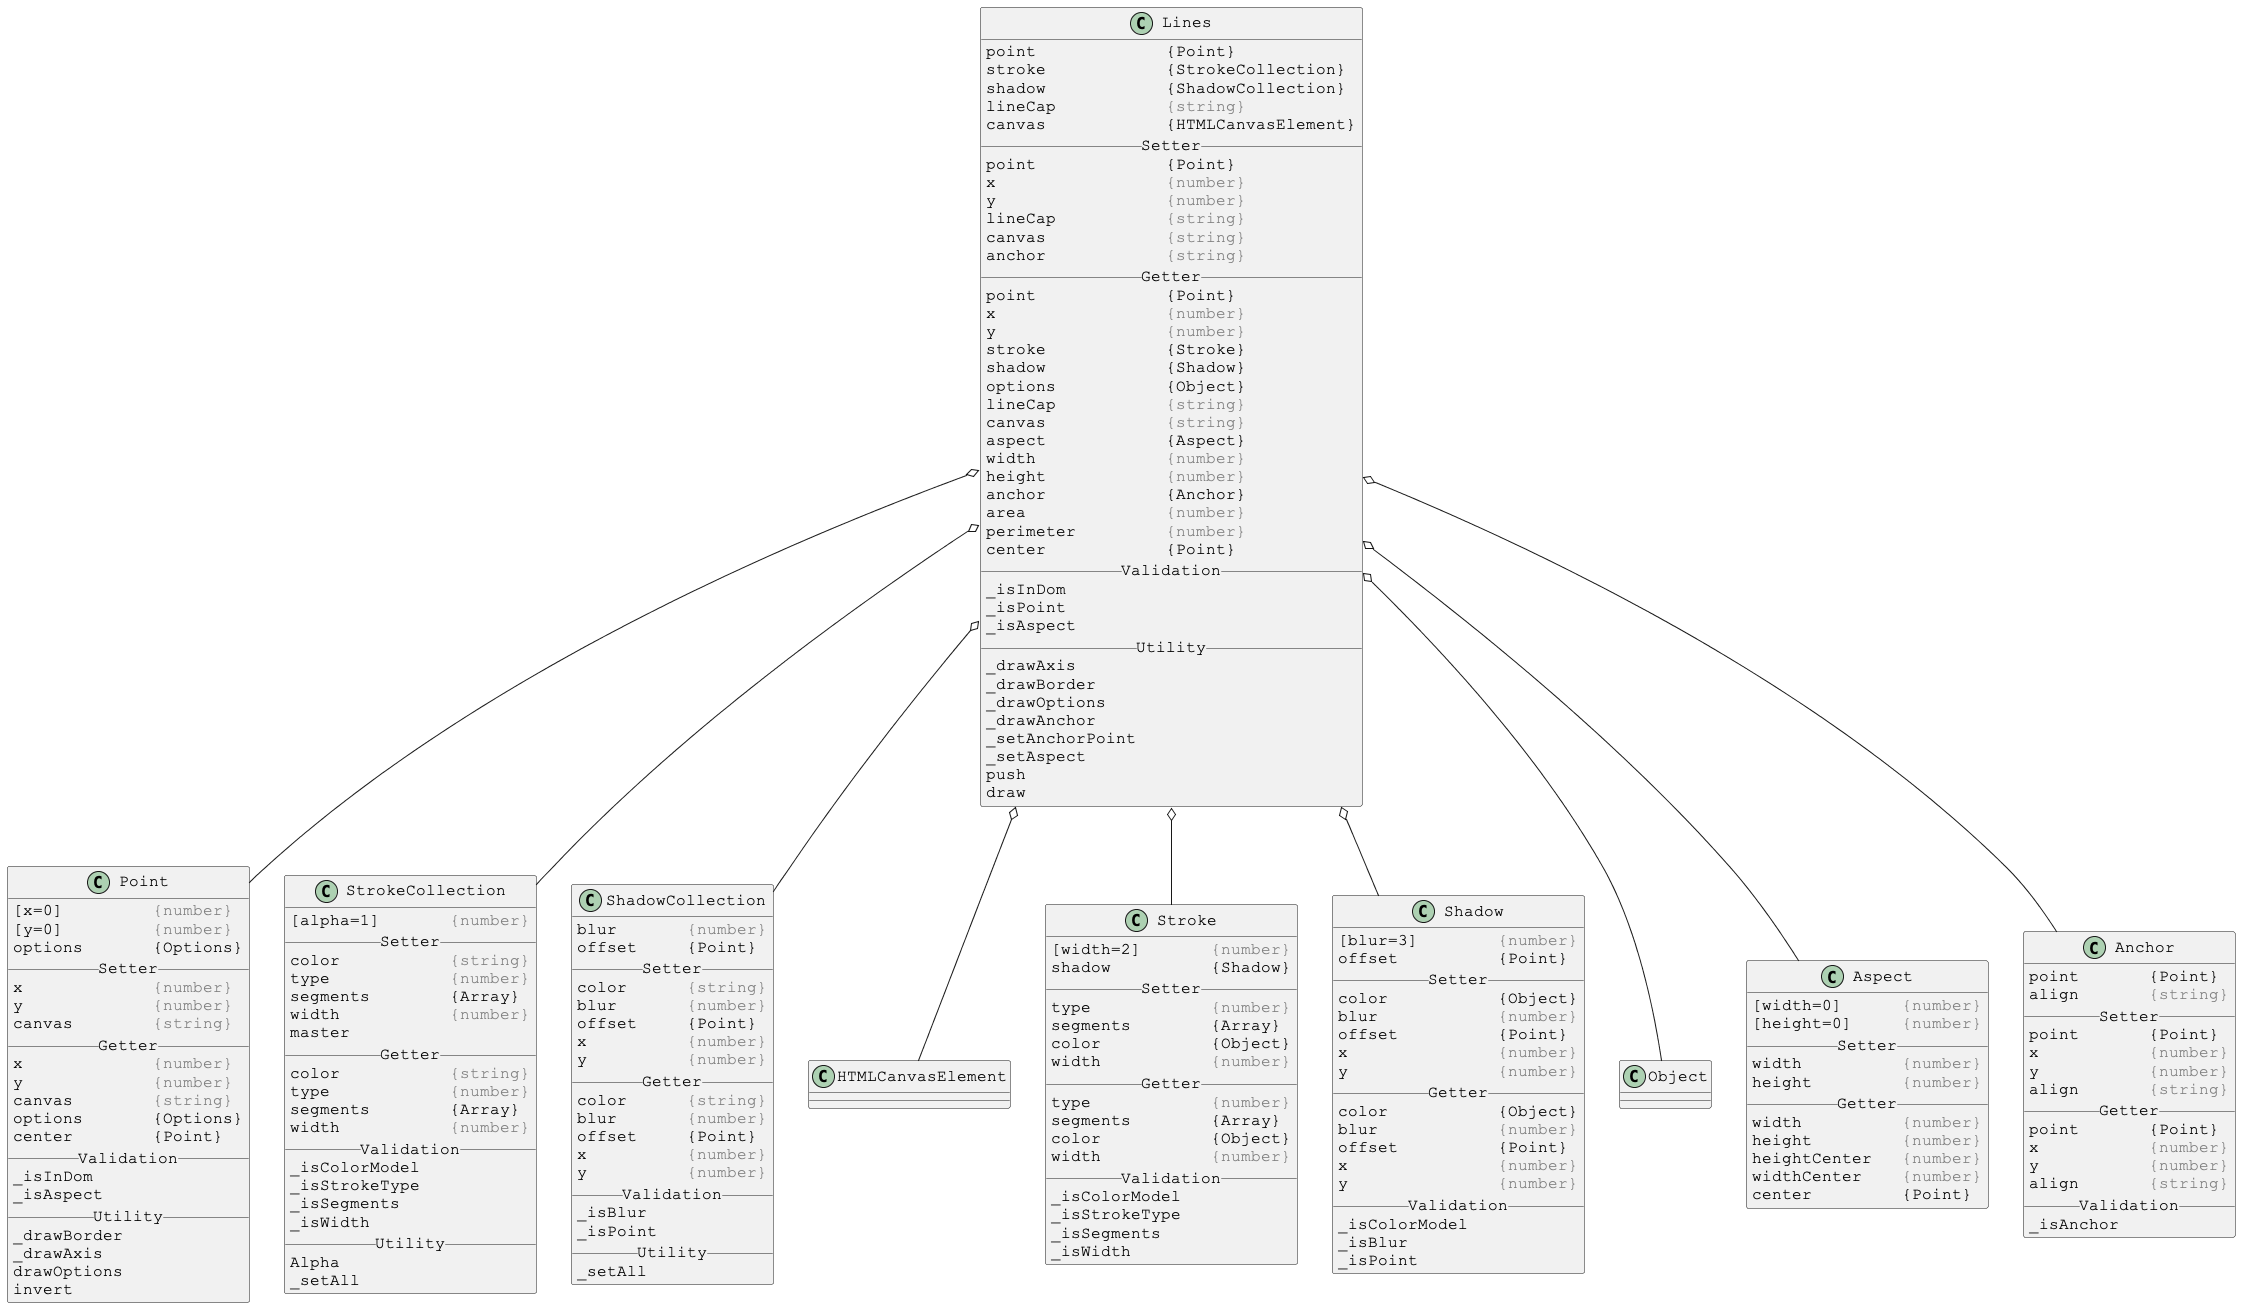 C Lines
point {Point}
stroke {StrokeCollection}
shadow {ShadowCollection}
lineCap {string}
canvas {HTMLCanvasElement}
Setter
point {Point}
x {number}
y {number}
lineCap {string}
canvas {string}
anchor {string}
Getter
point {Point}
x {number}
y {number}
stroke {Stroke}
shadow {Shadow}
options {Object}
lineCap {string}
canvas {string}
aspect {Aspect}
width {number}
height {number}
anchor {Anchor}
area {number}
perimeter {number}
center {Point}
Validation
_isInDom
_isPoint
_isAspect
Utility
_drawAxis
_drawBorder
_drawOptions
_drawAnchor
_setAnchorPoint
_setAspect
push
draw
C Point
[x=0] {number}
[y=0] {number}
options {Options}
Setter
x {number}
y {number}
canvas {string}
Getter
x {number}
y {number}
canvas {string}
options {Options}
center {Point}
Validation
_isInDom
_isAspect
Utility
_drawBorder
_drawAxis
drawOptions
invert
C StrokeCollection
[alpha=1] {number}
Setter
color {string}
type {number}
segments {Array}
width {number}
master
Getter
color {string}
type {number}
segments {Array}
width {number}
Validation
_isColorModel
_isStrokeType
_isSegments
_isWidth
Utility
Alpha
_setAll
C ShadowCollection
blur {number}
offset {Point}
Setter
color {string}
blur {number}
offset {Point}
x {number}
y {number}
Getter
color {string}
blur {number}
offset {Point}
x {number}
y {number}
Validation
_isBlur
_isPoint
Utility
_setAll
C HTMLCanvasElement
C Stroke
[width=2] {number}
shadow {Shadow}
Setter
type {number}
segments {Array}
color {Object}
width {number}
Getter
type {number}
segments {Array}
color {Object}
width {number}
Validation
_isColorModel
_isStrokeType
_isSegments
_isWidth
C Shadow
[blur=3] {number}
offset {Point}
Setter
color {Object}
blur {number}
offset {Point}
x {number}
y {number}
Getter
color {Object}
blur {number}
offset {Point}
x {number}
y {number}
Validation
_isColorModel
_isBlur
_isPoint
C Object
C Aspect
[width=0] {number}
[height=0] {number}
Setter
width {number}
height {number}
Getter
width {number}
height {number}
heightCenter {number}
widthCenter {number}
center {Point}
C Anchor
point {Point}
align {string}
Setter
point {Point}
x {number}
y {number}
align {string}
Getter
point {Point}
x {number}
y {number}
align {string}
Validation
_isAnchor